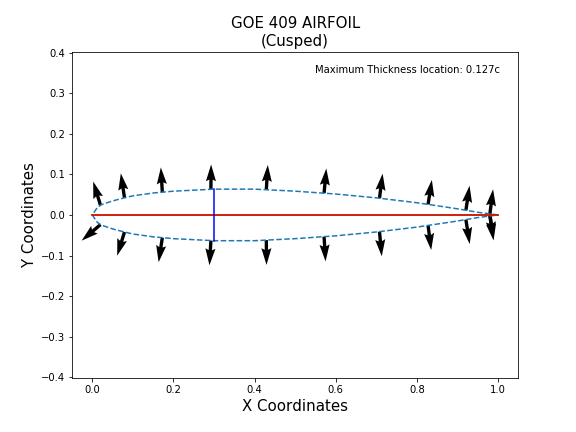 GOE 409 AIRFOIL
(Cusped)
Maximum Thickness location: 0.127c
Y Coordinates
0.4
0.3
0.2
0.1
0.0
−0.1
−0.2
−0.3
−0.4
0.0 0.2 0.4 0.6 0.8 1.0
X Coordinates